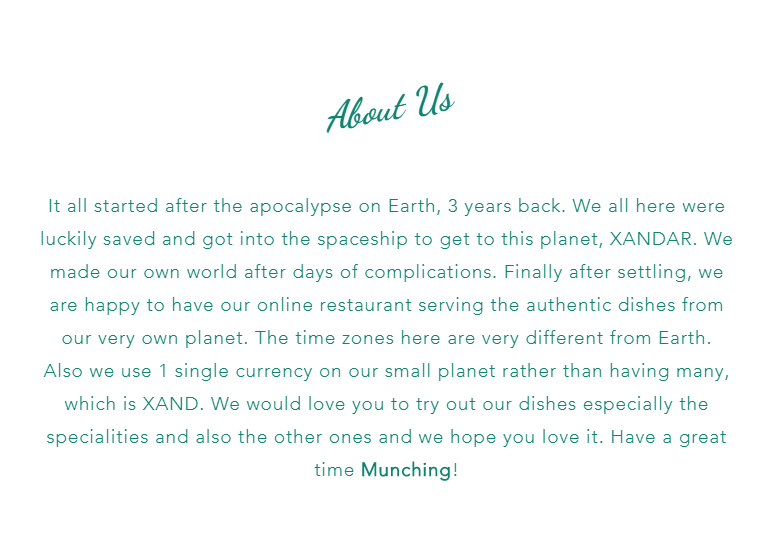 About Us
It all started after the apocalypse on Earth, 3 years back. We all here were
luckily saved and got into the spaceship to get to this planet, XANDAR. We
made our own world after days of complications. Finally after settling, we
are happy to have our online restaurant serving the authentic dishes from
our very own planet. The time zones here are very different from Earth.
Also we use 1 single currency on our small planet rather than having many,
which is XAND. We would love you to try out our dishes especially the
specialities and also the other ones and we hope you love it. Have a great
time Munching!